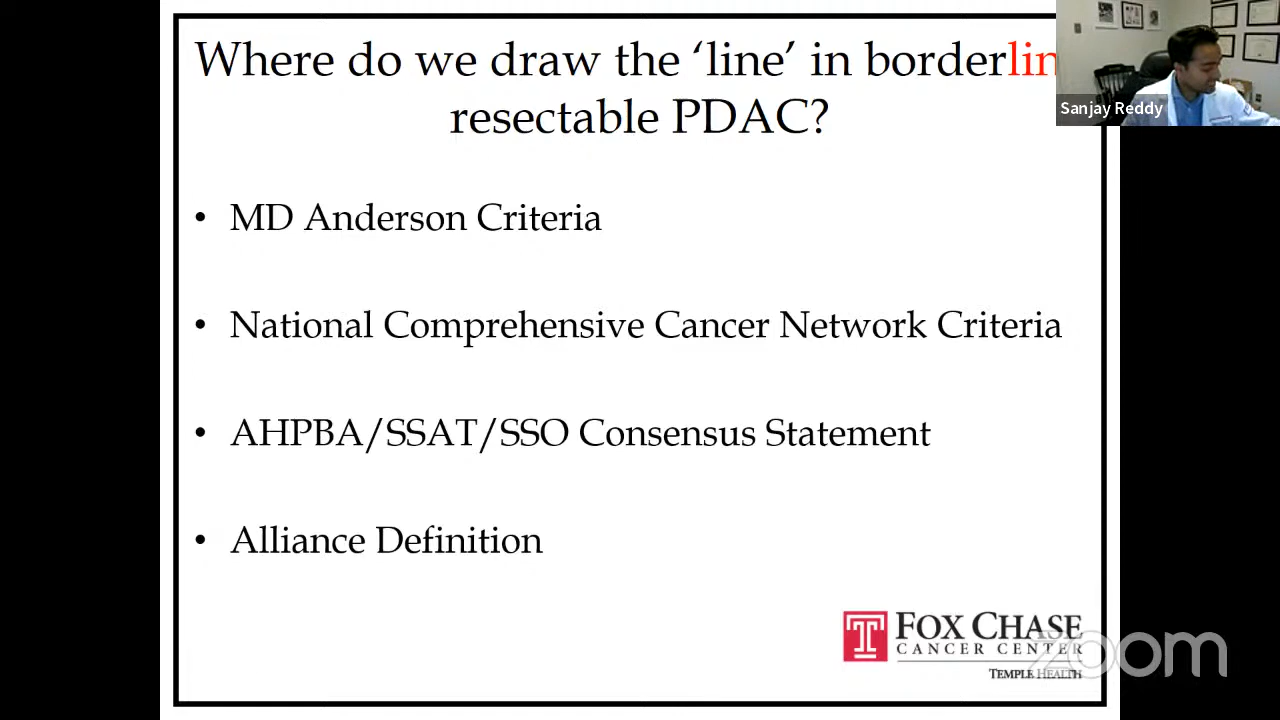 Where do we draw the ‘line’ in borderlin
resectable PDAC?
Sanjay Reddy
• MD Anderson Criteria
• National Comprehensive Cancer Network Criteria
• AHPBA/SSAT/SSO Consensus Statement
• Alliance Definition
FOX CHASE
CANCER CENTER
TEMPLE HEALTH
zoom